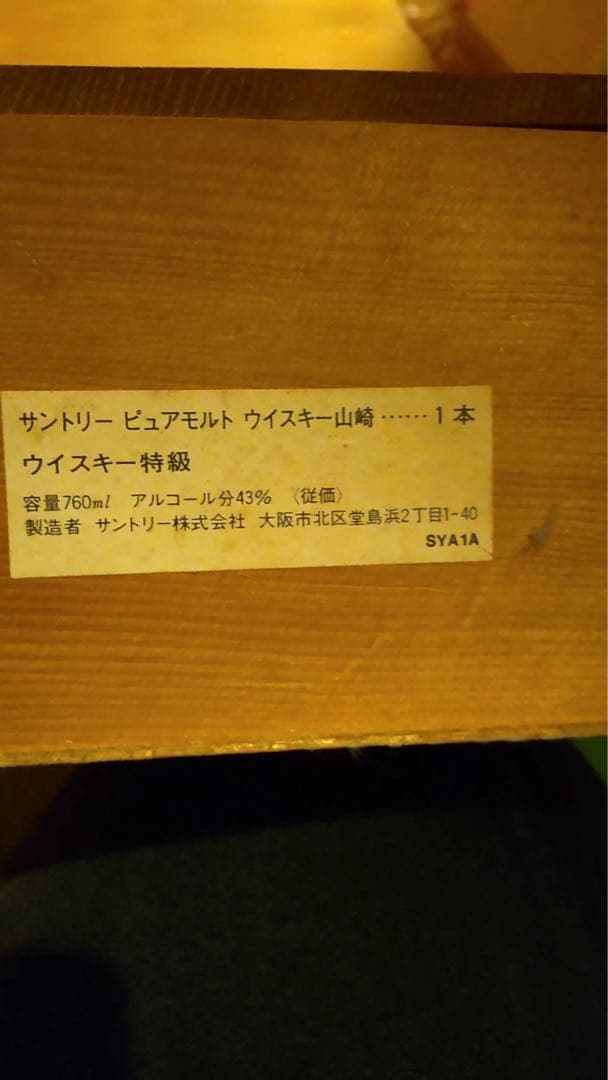 サントリー ピュアモルト ウイスキー山崎……1本
ウイスキー特級
容量760ml アルコール分43% 〈従価〉
製造者 サントリー株式会社 大阪市北区堂島浜2丁目1-40
SYA1A